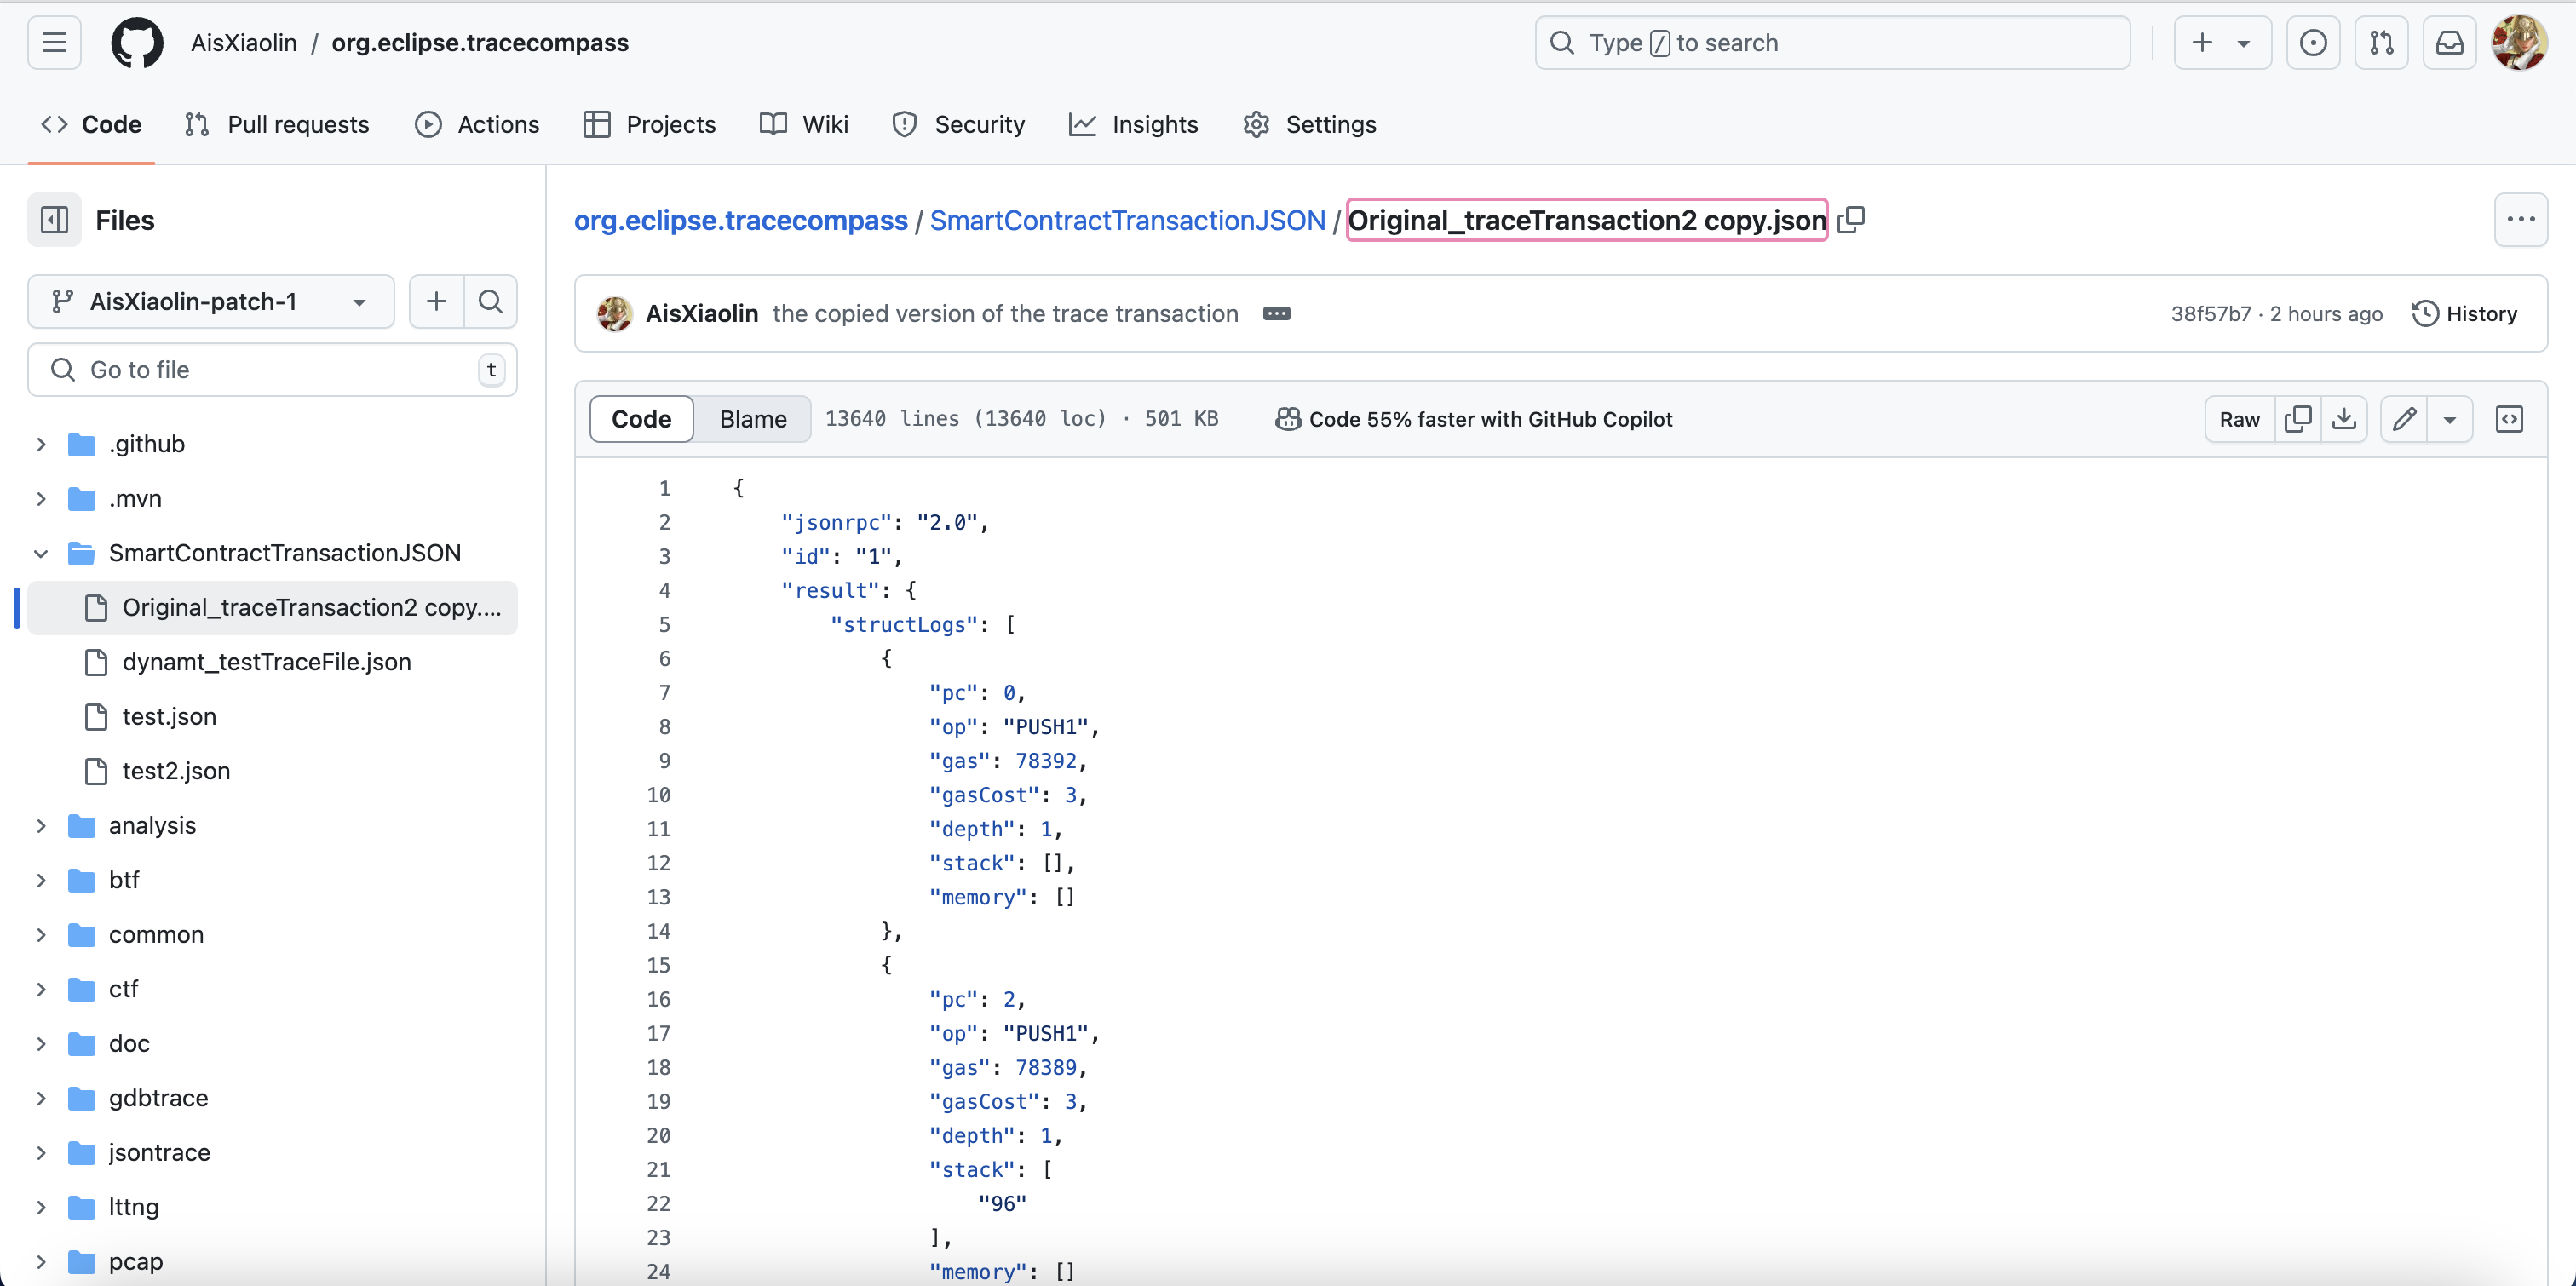 AisXiaolin / org.eclipse.tracecompass
Type / to search
Code
Pull requests
Actions
Projects
Wiki
Security
Insights
Settings
Files
AisXiaolin-patch-1
Go to file
t
.github
.mvn
SmartContractTransactionJSON
Original_traceTransaction2 copy....
dynamt_testTraceFile.json
test.json
test2.json
analysis
btf
common
ctf
doc
gdbtrace
jsontrace
lttng
pcap
org.eclipse.tracecompass / SmartContractTransactionJSON / Original_traceTransaction2 copy.json
AisXiaolin the copied version of the trace transaction
38f57b7 · 2 hours ago
History
Code
Blame
13640 lines (13640 loc) · 501 KB
Code 55% faster with GitHub Copilot
Raw
1 {
2 "jsonrpc": "2.0",
3 "id": "1",
4 "result": {
5 "structLogs": [
6 {
7 "pc": 0,
8 "op": "PUSH1",
9 "gas": 78392,
10 "gasCost": 3,
11 "depth": 1,
12 "stack": [],
13 "memory": []
14 },
15 {
16 "pc": 2,
17 "op": "PUSH1",
18 "gas": 78389,
19 "gasCost": 3,
20 "depth": 1,
21 "stack": [
22 "96"
23 ],
24 "memory": []